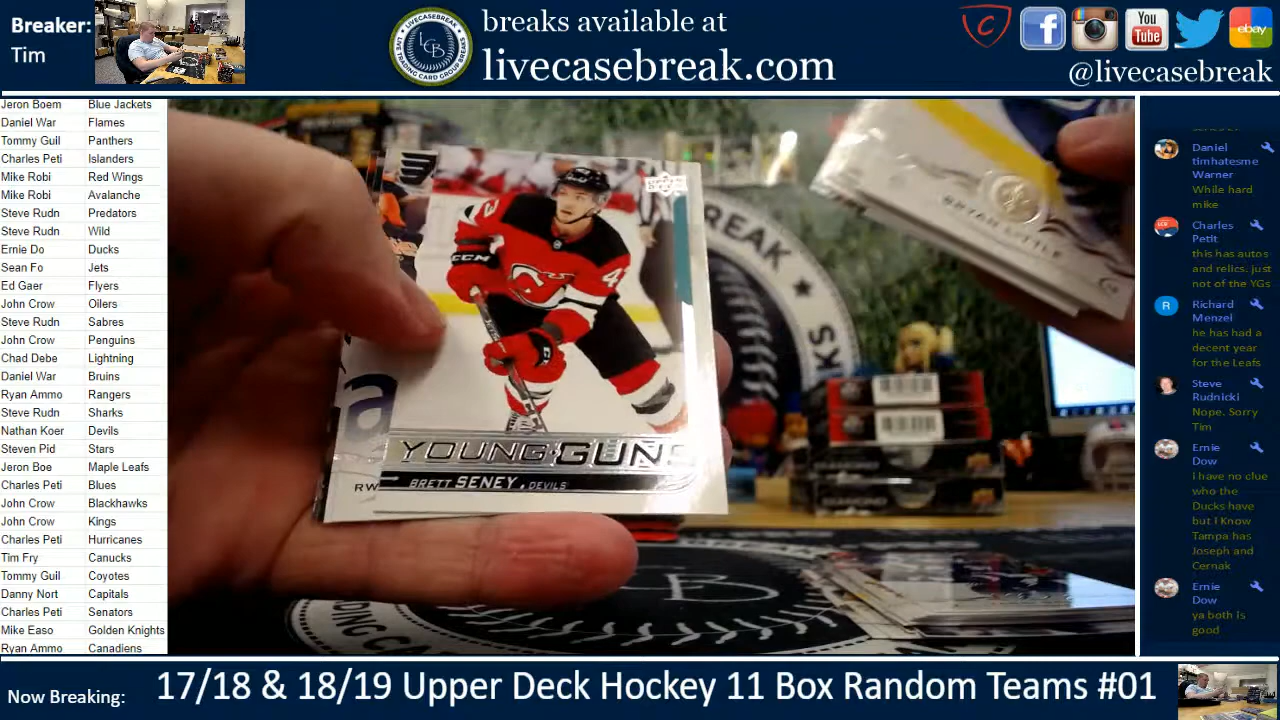 Breaker:
Tim
breaks available at
livecasebreak.com
You
Tube
ebay
@livecasebreak
Jeron Boem Blue Jackets
Daniel War Flames
Tommy Guil Panthers
Charles Peti Islanders
Mike Robi Red Wings
Mike Robi Avalanche
Steve Rudn Predators
Steve Rudn Wild
Ernie Do Ducks
Sean Fo Jets
Ed Gaer Flyers
John Crow Oilers
Steve Rudn Sabres
John Crow Penguins
Chad Debe Lightning
Daniel War Bruins
Ryan Ammo Rangers
Steve Rudn Sharks
Nathan Koer Devils
Steven Pid Stars
Jeron Boe Maple Leafs
Charles Peti Blues
John Crow Blackhawks
John Crow Kings
Charles Peti Hurricanes
Tim Fry Canucks
Tommy Guil Coyotes
Danny Nort Capitals
Charles Peti Senators
Mike Easo Golden Knights
Ryan Ammo Canadiens
CCM
YOUNG GUNS
BRETT SENEY . DEVILS
RW
BRYAN LITTLE
BREAK
Daniel
timhatesme
Warner
While hard
mike
Charles
Petit
this has autos
and relics. just
not of the YGs
R
Richard
Menzel
he has had a
decent year
for the Leafs
Steve
Rudnicki
Nope. Sorry
Tim
Ernie
Dow
I have no clue
who the
Ducks have
but I Know
Tampa has
Joseph and
Cernak
Ernie
Dow
ya both is
good
Now Breaking:
17/18 & 18/19 Upper Deck Hockey 11 Box Random Teams #01